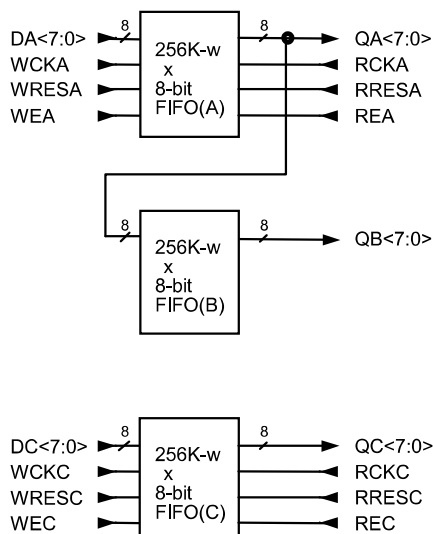 DA<7:0> 8 256K-w 8 QA<7:0>
WCKA x RCKA
WRESA 8-bit RRESA
WEA FIFO(A) REA
8 256K-w 8 QB<7:0>
x
8-bit
FIFO(B)
DC<7:0> 8 256K-w 8 QC<7:0>
WCKC x RCKC
WRESC 8-bit RRESC
WEC FIFO(C) REC